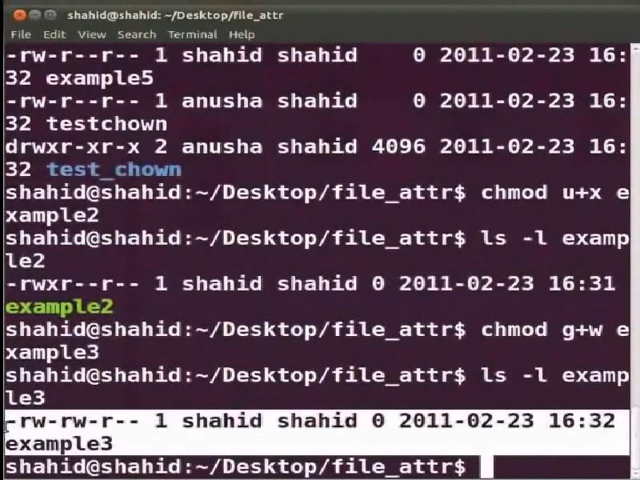 shahid@shahid: ~/Desktop/file_attr
File Edit View Search Terminal Help
-rw-r--r-- 1 shahid shahid    0 2011-02-23 16:
32 example5
-rw-r--r-- 1 anusha shahid    0 2011-02-23 16:
32 testchown
drwxr-xr-x 2 anusha shahid 4096 2011-02-23 16:
32 test_chown
shahid@shahid:~/Desktop/file_attr$ chmod u+x e
xample2
shahid@shahid:~/Desktop/file_attr$ ls -l examp
le2
-rwxr--r-- 1 shahid shahid 0 2011-02-23 16:31
example2
shahid@shahid:~/Desktop/file_attr$ chmod g+w e
xample3
shahid@shahid:~/Desktop/file_attr$ ls -l examp
le3
-rw-rw-r-- 1 shahid shahid 0 2011-02-23 16:32
example3
shahid@shahid:~/Desktop/file_attr$